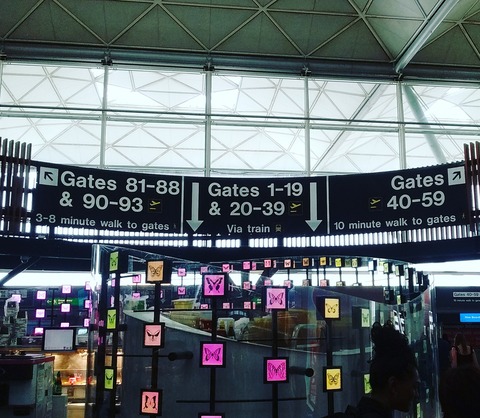 Gates 81-88
& 90-93
3-8 minute walk to gates
Gates 1-19
& 20-39
Via train
Gates
40-59
10 minute walk to gates